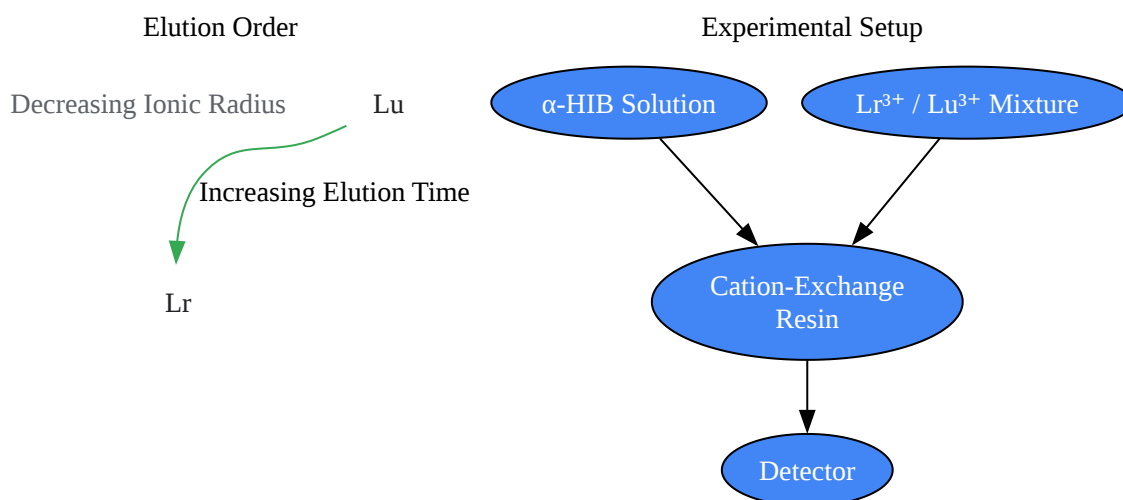 Elution Order
Decreasing Ionic Radius
Lu
Increasing Elution Time
Lr
Experimental Setup
α-HIB Solution
Lr³⁺ / Lu³⁺ Mixture
Cation-Exchange
Resin
Detector